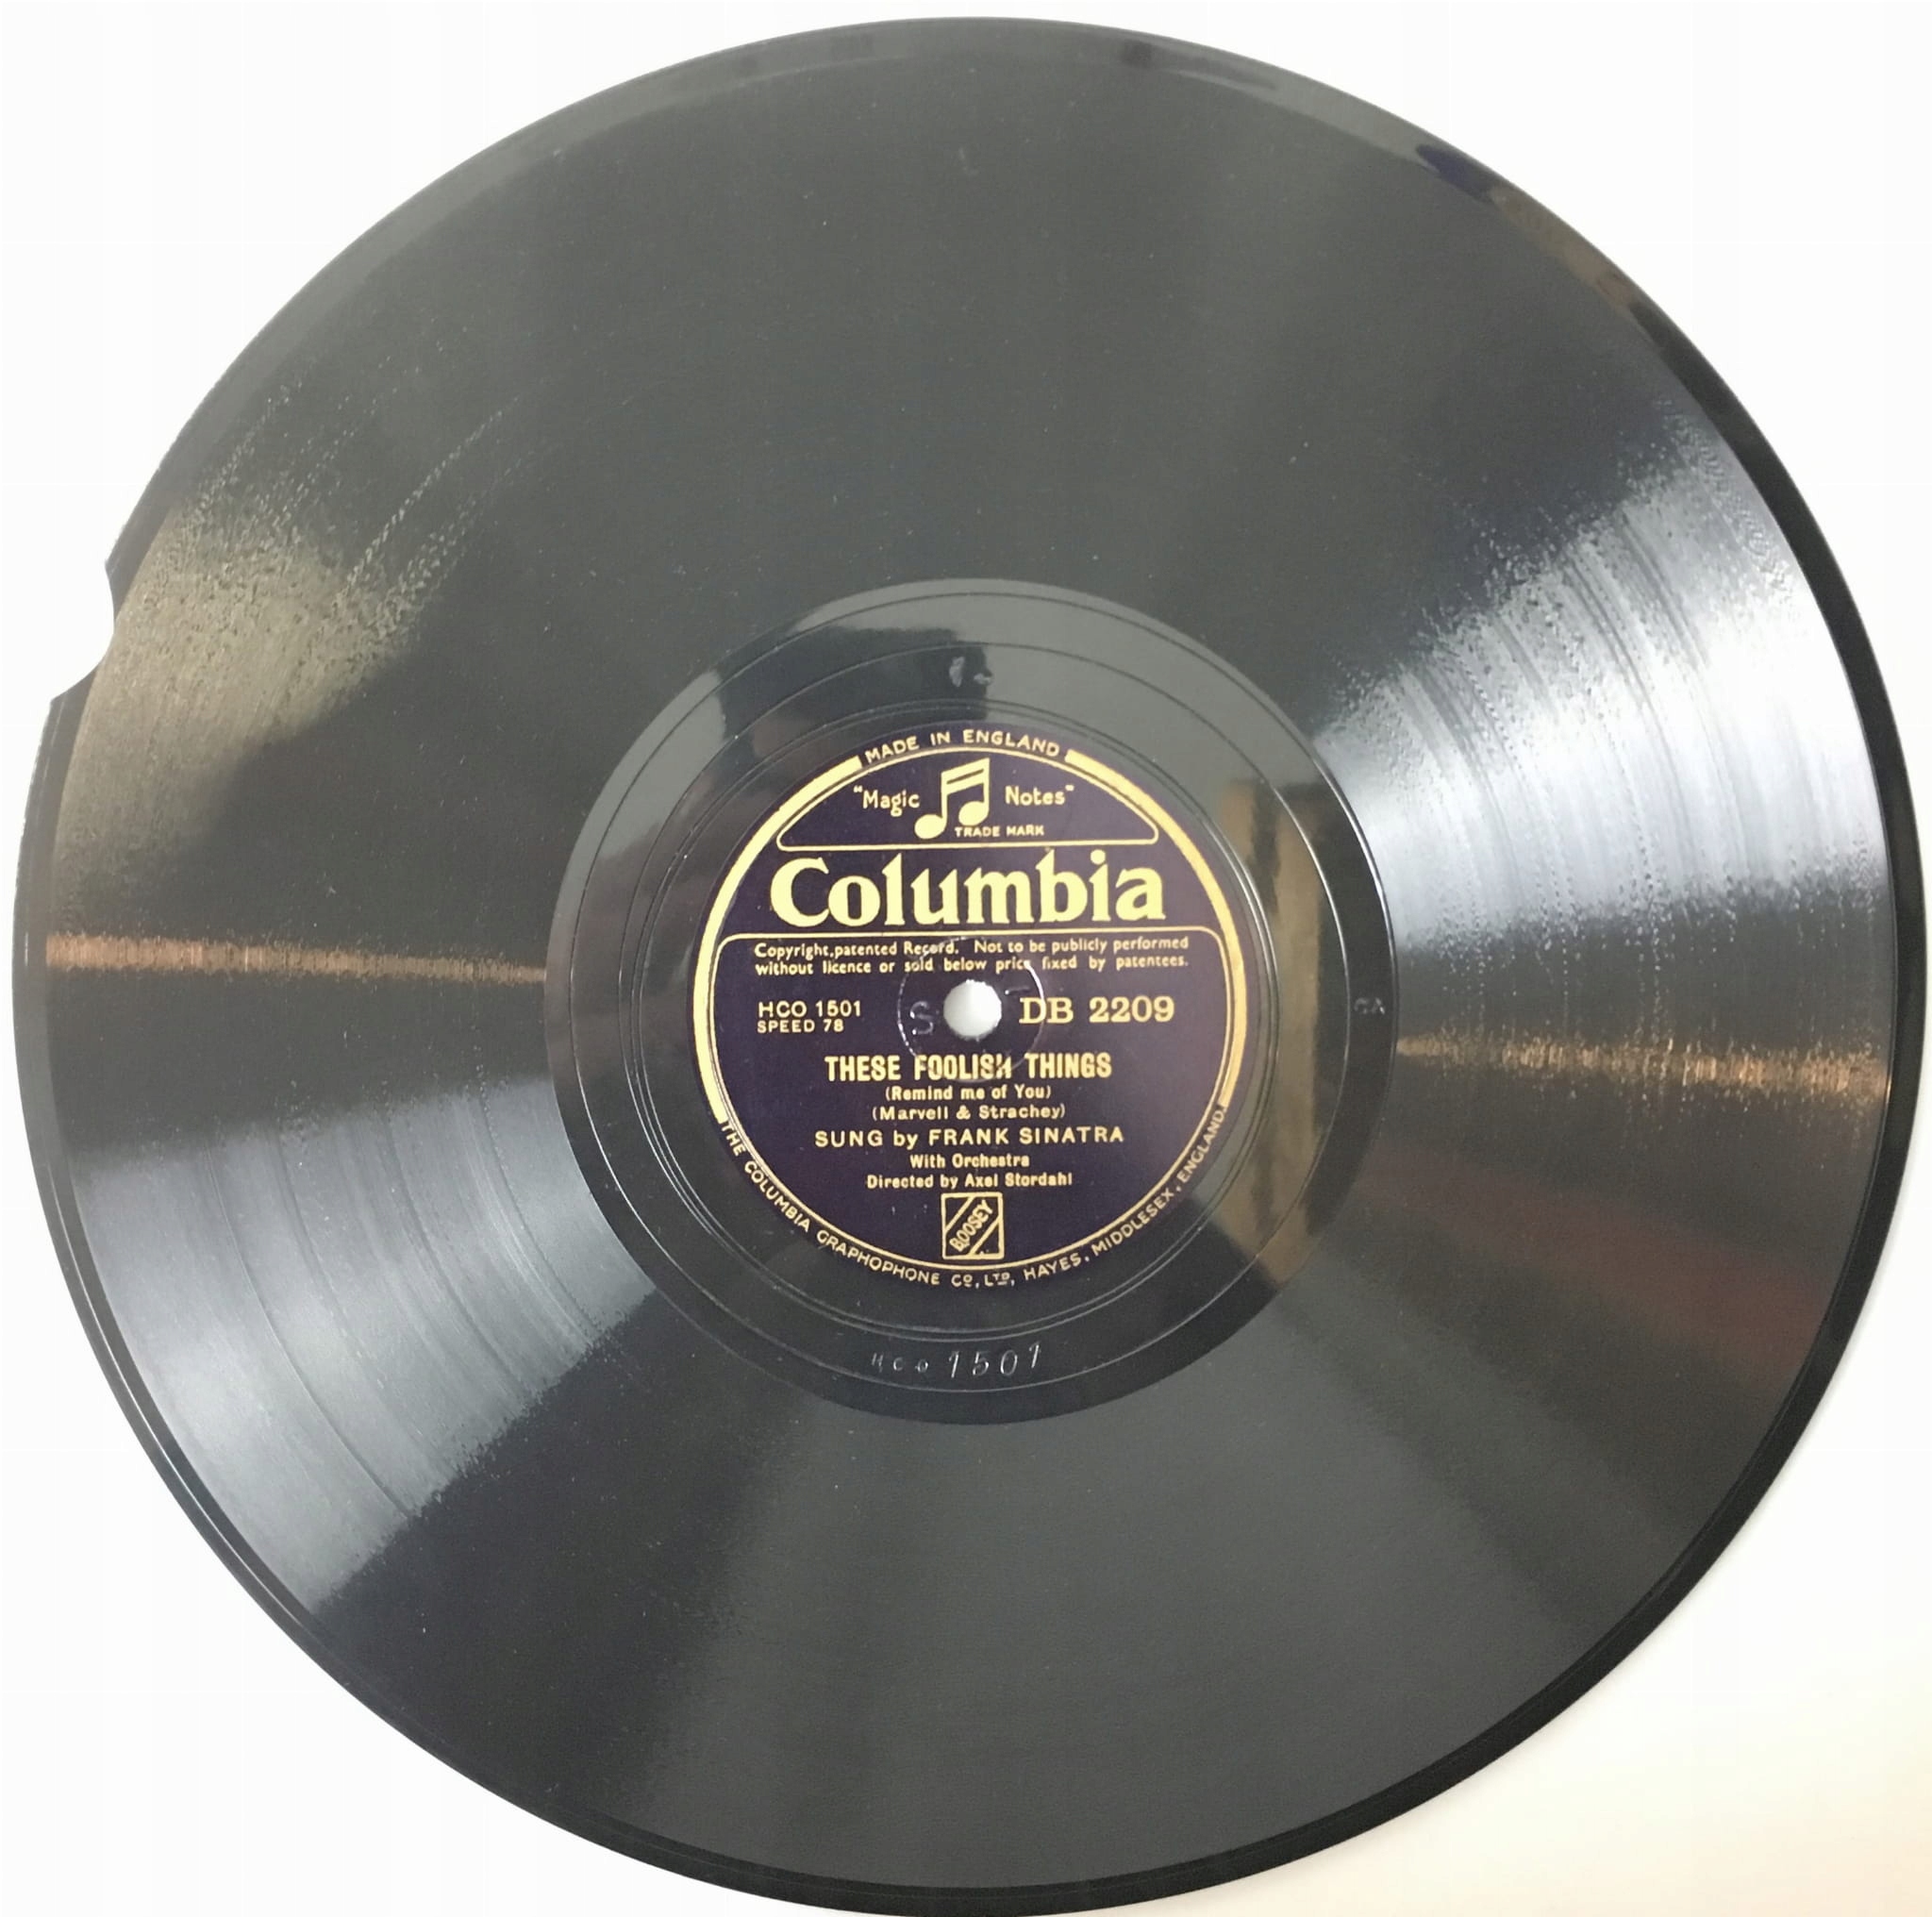 MADE IN ENGLAND
"Magic Notes"
TRADE MARK
Columbia
Copyright,patented Record. Not to be publicly performed
without licence or sold below price fixed by patentees.
HCO 1501
SPEED 78
DB 2209
THESE FOOLISH THINGS
(Remind me of You)
(Marvell & Strachey)
SUNG by FRANK SINATRA
With Orchestra
Directed by Axel Stordahl
BOOSEY
THE COLUMBIA GRAPHOPHONE CO, LTD, HAYES, MIDDLESEX, ENGLAND.
HCO 1501